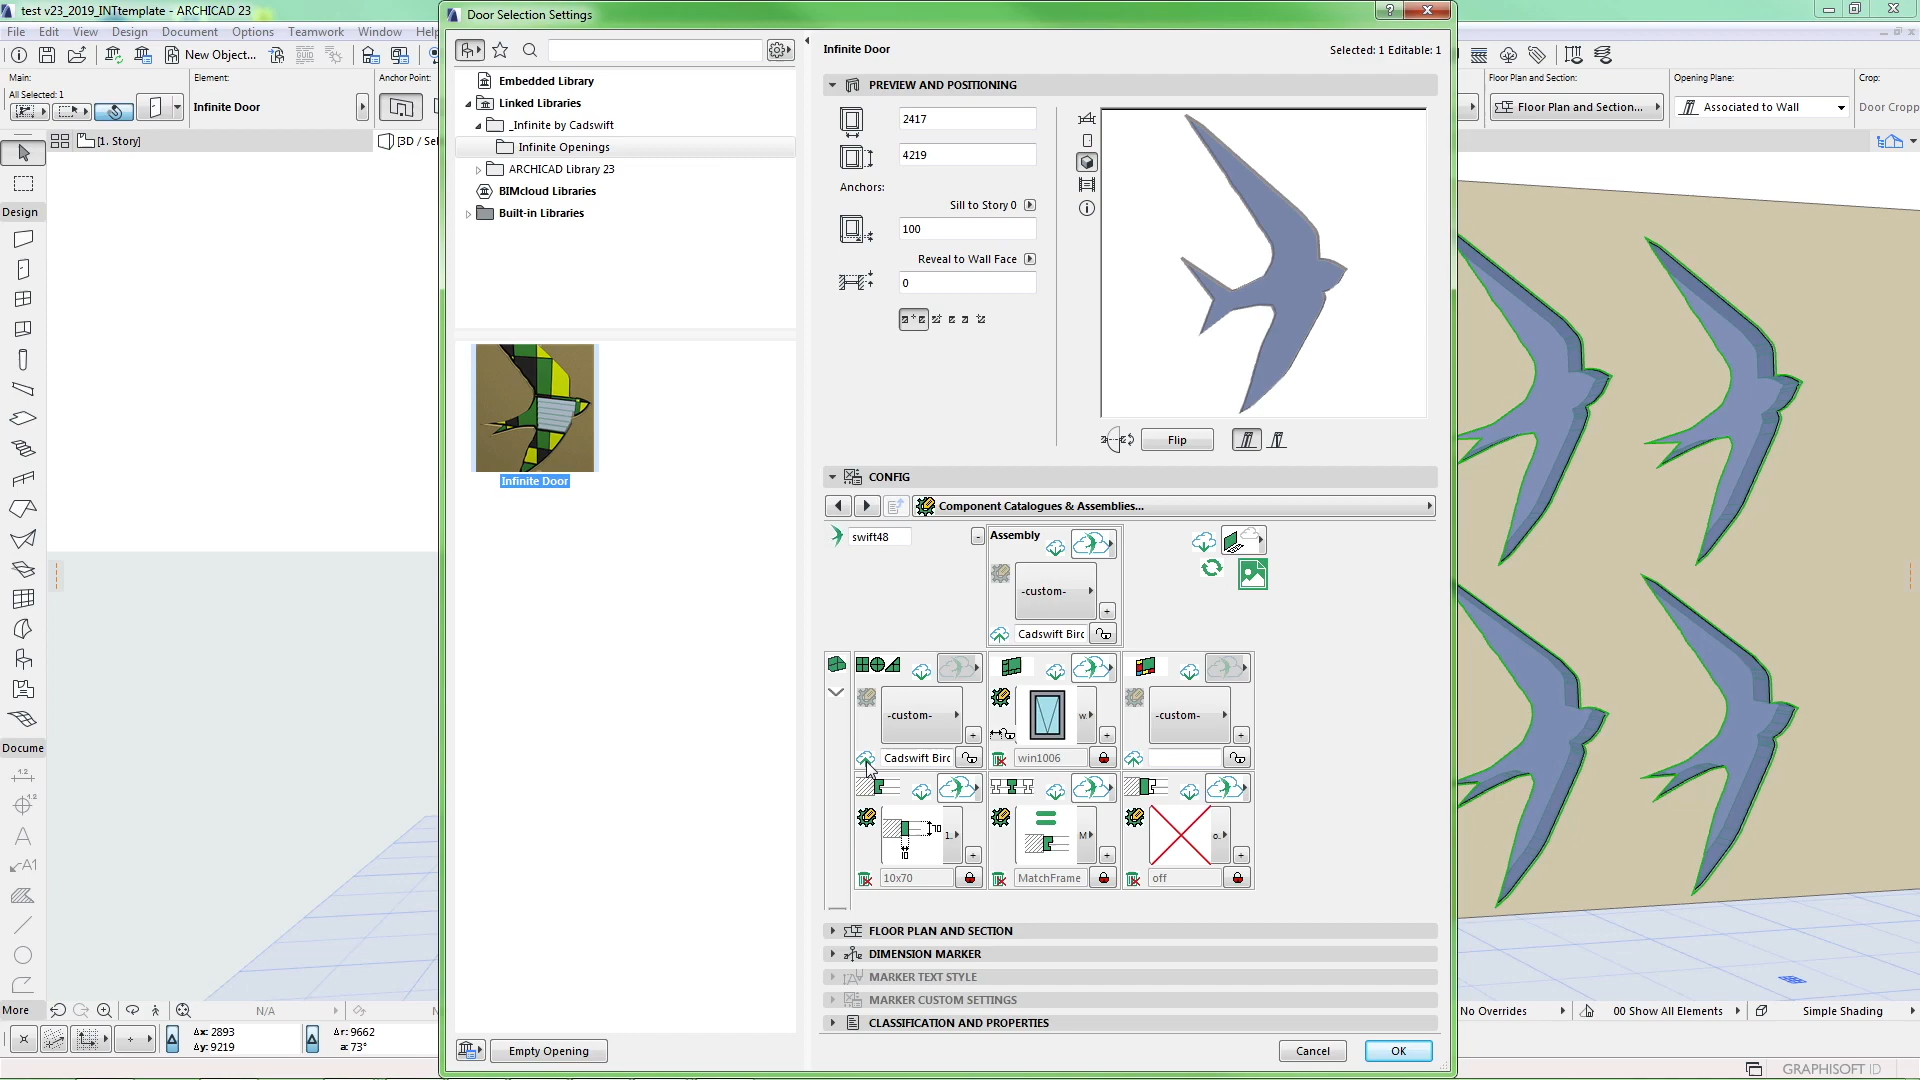 test v23_2019_INTtemplate - ARCHICAD 23
File Edit View Design Document Options Teamwork Window Help
New Object...
Main:
All Selected: 1
Element:
Infinite Door
Anchor Point:
[1. Story]
[3D / Sel
Design
Docume
More
N/A
Δx: 2893
Δy: 9219
Δr: 9662
a: 73°
Door Selection Settings
Embedded Library
Linked Libraries
_Infinite by Cadswift
Infinite Openings
ARCHICAD Library 23
BIMcloud Libraries
Built-in Libraries
Infinite Door
Empty Opening
Infinite Door
Selected: 1 Editable: 1
PREVIEW AND POSITIONING
2417
4219
Anchors:
Sill to Story 0
100
Reveal to Wall Face
0
Flip
CONFIG
Component Catalogues & Assemblies...
swift48
-
Assembly
-custom-
+
Cadswift Birc
-custom-
+
Cadswift Birc
w.
+
win1006
-custom-
+
10
10
1.
+
10x70
M
+
MatchFrame
o.
+
off
FLOOR PLAN AND SECTION
DIMENSION MARKER
MARKER TEXT STYLE
MARKER CUSTOM SETTINGS
CLASSIFICATION AND PROPERTIES
Cancel
OK
Floor Plan and Section:
Floor Plan and Section...
Opening Plane:
Associated to Wall
Crop:
Door Cropp
No Overrides
00 Show All Elements
Simple Shading
GRAPHISOFT ID